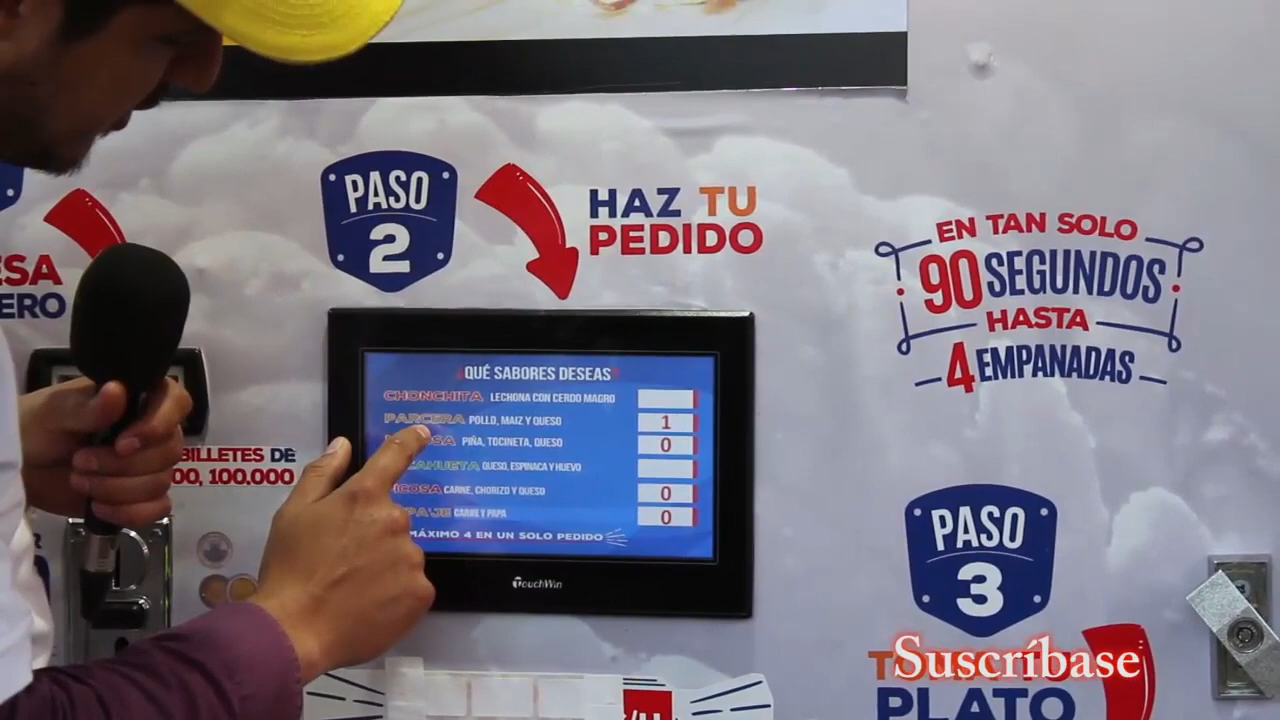 PASO
2
HAZ TU
PEDIDO
ESA
ERO
BILLETES DE
00, 100,000
¿QUÉ SABORES DESEAS?
CHONCHITA LECHONA CON CERDO MAGRO
PARCERA POLLO, MAIZ Y QUESO 1
OSA PIÑA, TOCINETA, QUESO 0
CAHUETA QUESO, ESPINACA Y HUEVO
ICOSA CARNE, CHORIZO Y QUESO 0
CARNE Y PAPA 0
MÁXIMO 4 EN UN SOLO PEDIDO
TouchWin
EN TAN SOLO
90 SEGUNDOS
HASTA
4 EMPANADAS
PASO
3
Suscríbase
PLATO